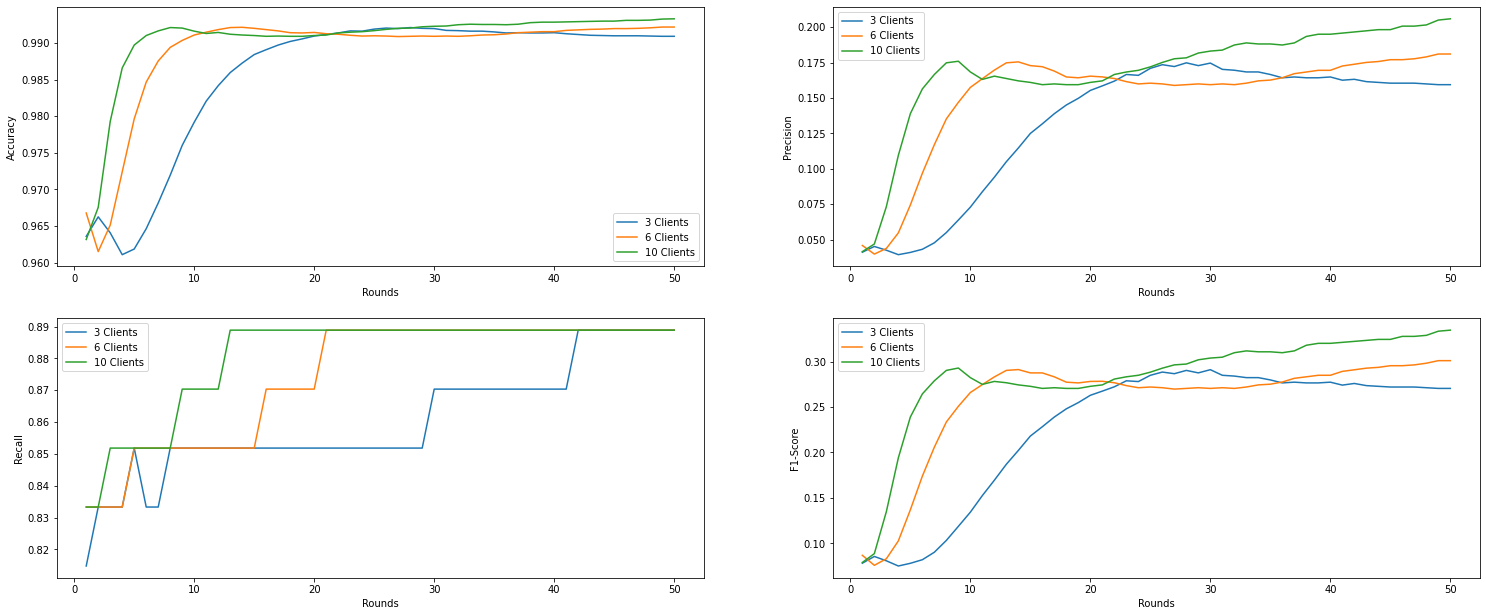 0.990
0.985
0.980
0.975
0.970
0.965
0.960
Accuracy
3 Clients
6 Clients
10 Clients
0 10 20 30 40 50
Rounds
0.200
0.175
0.150
0.125
0.100
0.075
0.050
Precision
3 Clients
6 Clients
10 Clients
0 10 20 30 40 50
Rounds
0.89
0.88
0.87
0.86
0.85
0.84
0.83
0.82
Recall
3 Clients
6 Clients
10 Clients
0 10 20 30 40 50
Rounds
0.30
0.25
0.20
0.15
0.10
F1-Score
3 Clients
6 Clients
10 Clients
0 10 20 30 40 50
Rounds